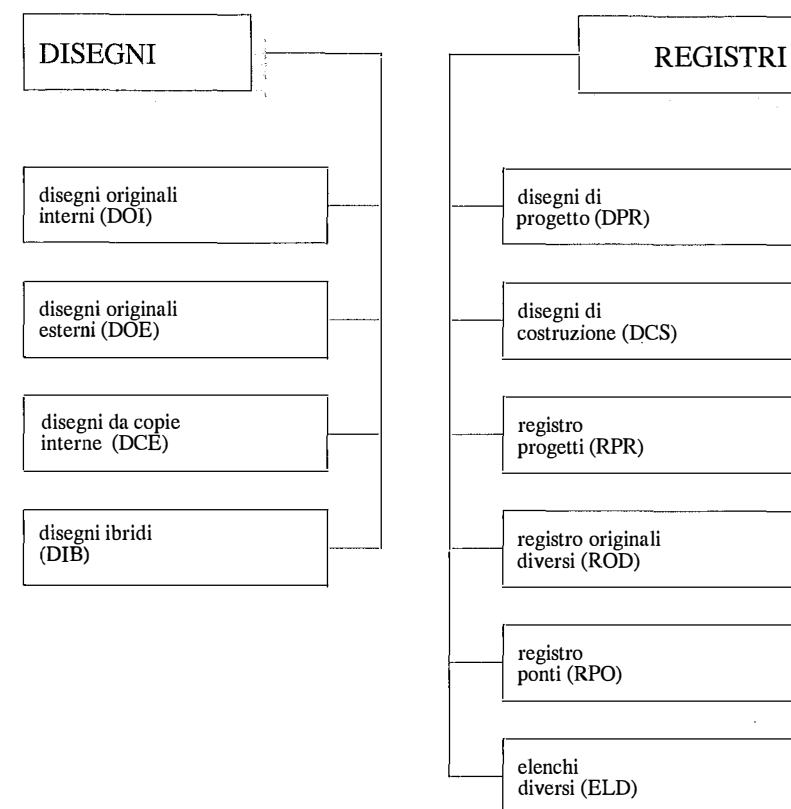 DISEGNI
disegni originali
interni (DOI)
disegni originali
esterni (DOE)
disegni da copie
interne (DCE)
disegni ibridi
(DIB)
REGISTRI
disegni di
progetto (DPR)
disegni di
costruzione (DCS)
registro
progetti (RPR)
registro originali
diversi (ROD)
registro
ponti (RPO)
elenchi
diversi (ELD)